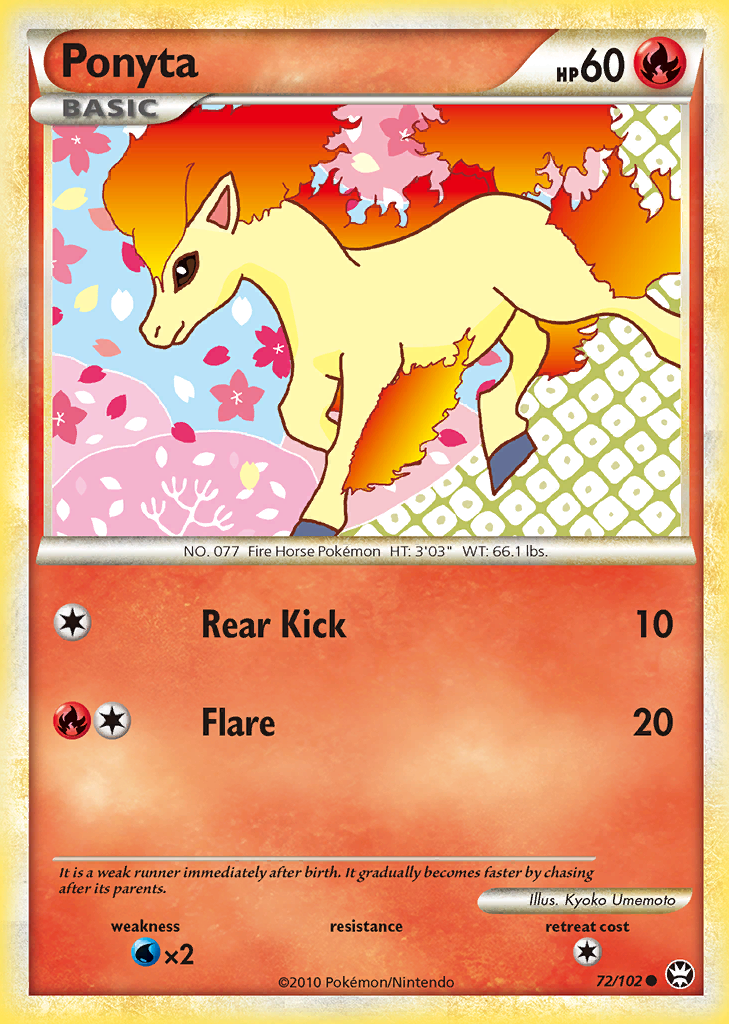 Ponyta
HP60
BASIC
NO. 077 Fire Horse Pokémon HT: 3'03" WT: 66.1 lbs.
Rear Kick 10
Flare 20
It is a weak runner immediately after birth. It gradually becomes faster by chasing
after its parents.
Illus. Kyoko Umemoto
weakness resistance retreat cost
×2
©2010 Pokémon/Nintendo 72/102